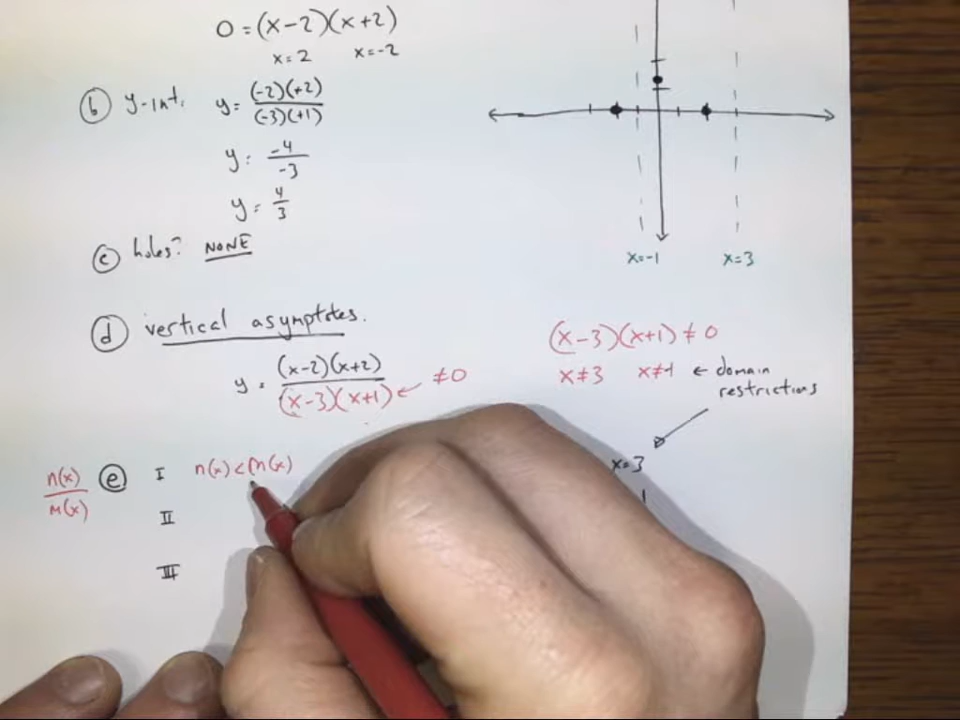 0 = (x-2)(x+2)
x=2 x=-2
b y-int. y= (-2)(+2)/(-3)(+1)
y= -4/-3
y= 4/3
c holes? NONE
x=-1 x=3
d vertical asymptotes.
y= (x-2)(x+2)/(x-3)(x+1) ← ≠0
(x-3)(x+1) ≠ 0
x≠3 x≠-1 ← domain
restrictions
x=3
n(x)/m(x) e I n(x) < m(x)
II
III